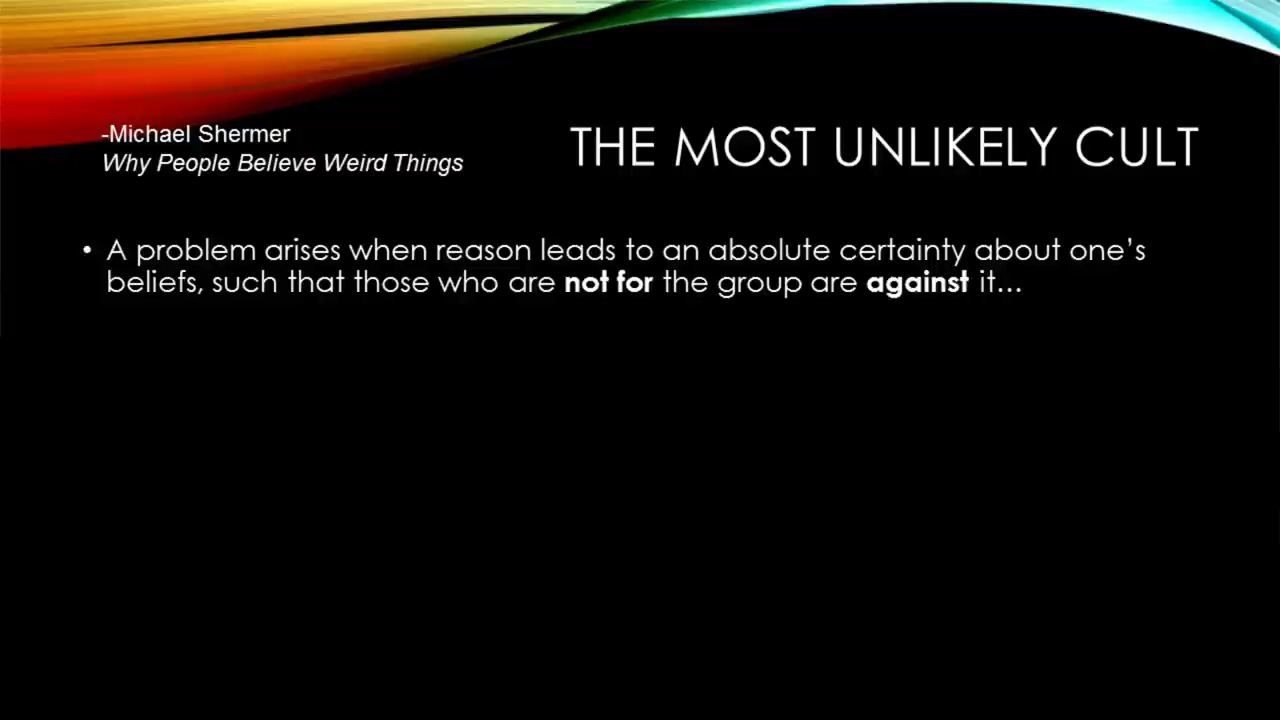 -Michael Shermer
Why People Believe Weird Things
THE MOST UNLIKELY CULT
• A problem arises when reason leads to an absolute certainty about one’s
beliefs, such that those who are not for the group are against it…